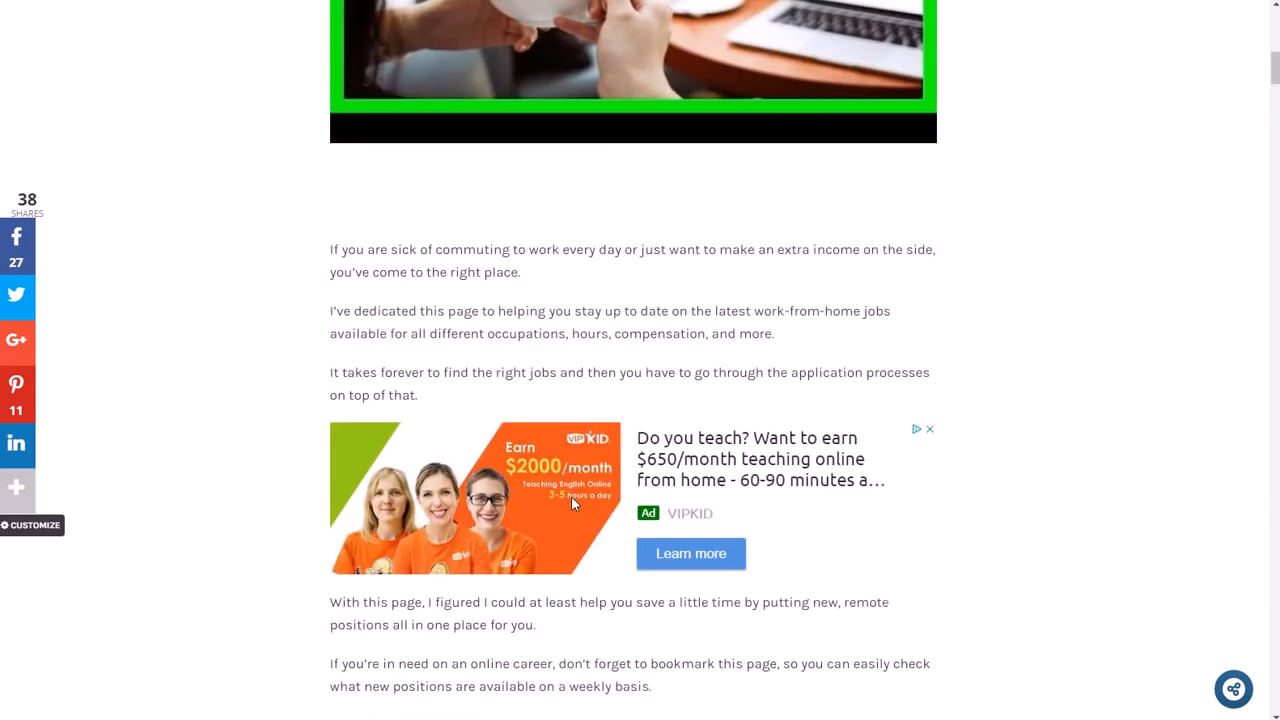 38
SHARES
27
11
CUSTOMIZE
If you are sick of commuting to work every day or just want to make an extra income on the side,
you've come to the right place.
I've dedicated this page to helping you stay up to date on the latest work-from-home jobs
available for all different occupations, hours, compensation, and more.
It takes forever to find the right jobs and then you have to go through the application processes
on top of that.
VIPKID
Earn
$2000/month
Teaching English Online
3-5 hours a day
Do you teach? Want to earn
$650/month teaching online
from home - 60-90 minutes a...
Ad VIPKID
Learn more
With this page, I figured I could at least help you save a little time by putting new, remote
positions all in one place for you.
If you're in need on an online career, don't forget to bookmark this page, so you can easily check
what new positions are available on a weekly basis.